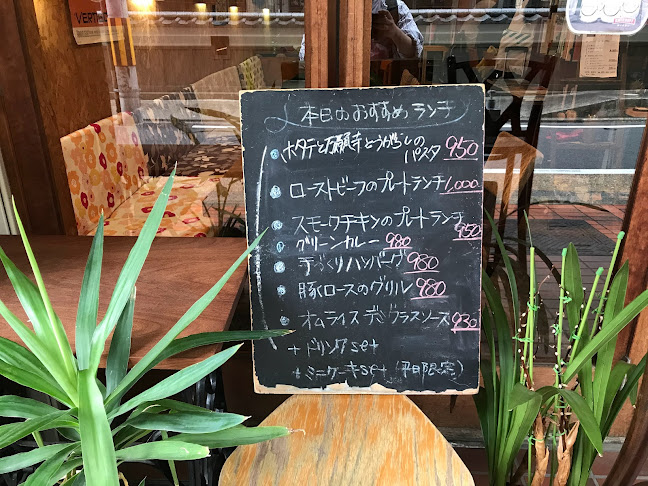 VERT
本日のおすすめランチ
ホタテと万願寺とうがらしの
パスタ 950
ローストビーフのプレートランチ 1,000
スモークチキンのプレートランチ
950
グリーンカレー 980
手づくりハンバーグ 980
豚ロースのグリル 980
オムライス デミグラスソース 930
+ ドリンクset
+ ミニケーキset (平日限定)